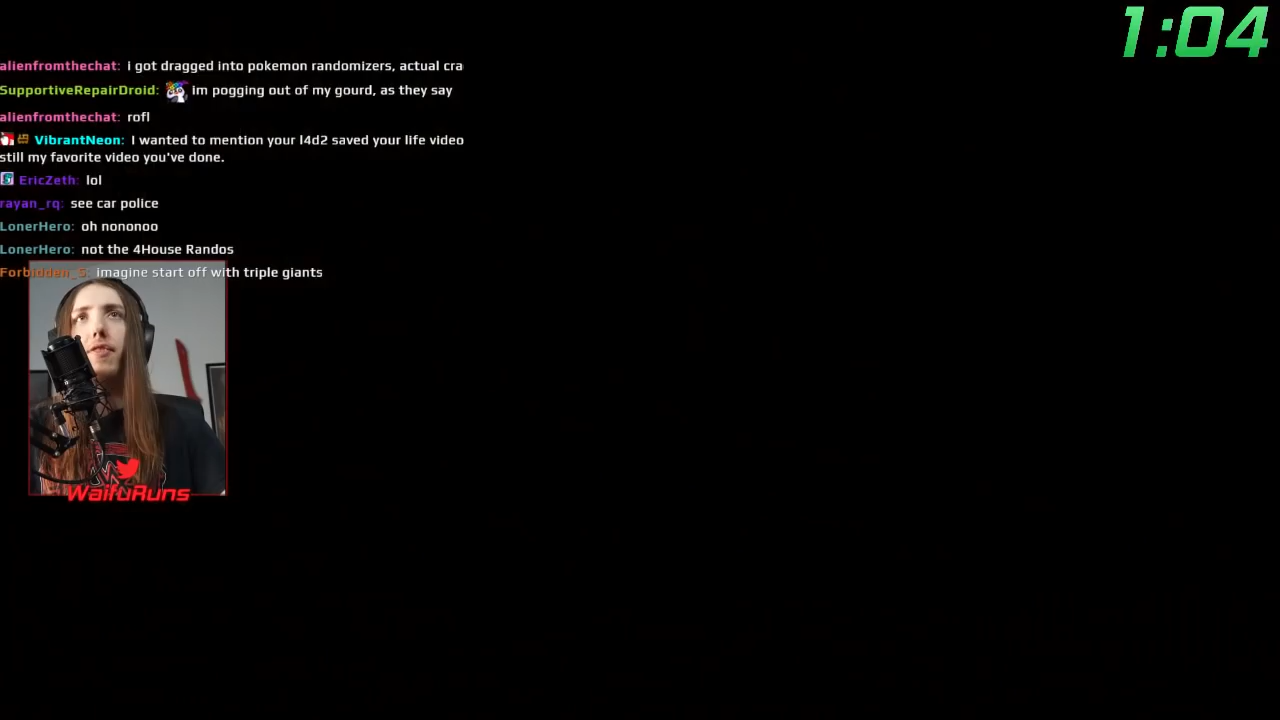 1:04
alienfromthechat: i got dragged into pokemon randomizers, actual cra
SupportiveRepairDroid: im pogging out of my gourd, as they say
alienfromthechat: rofl
VibrantNeon: I wanted to mention your l4d2 saved your life video
still my favorite video you've done.
EricZeth: lol
rayan_rq: see car police
LonerHero: oh nononoo
LonerHero: not the 4House Randos
Forbidden_S: imagine start off with triple giants
WaifuRuns